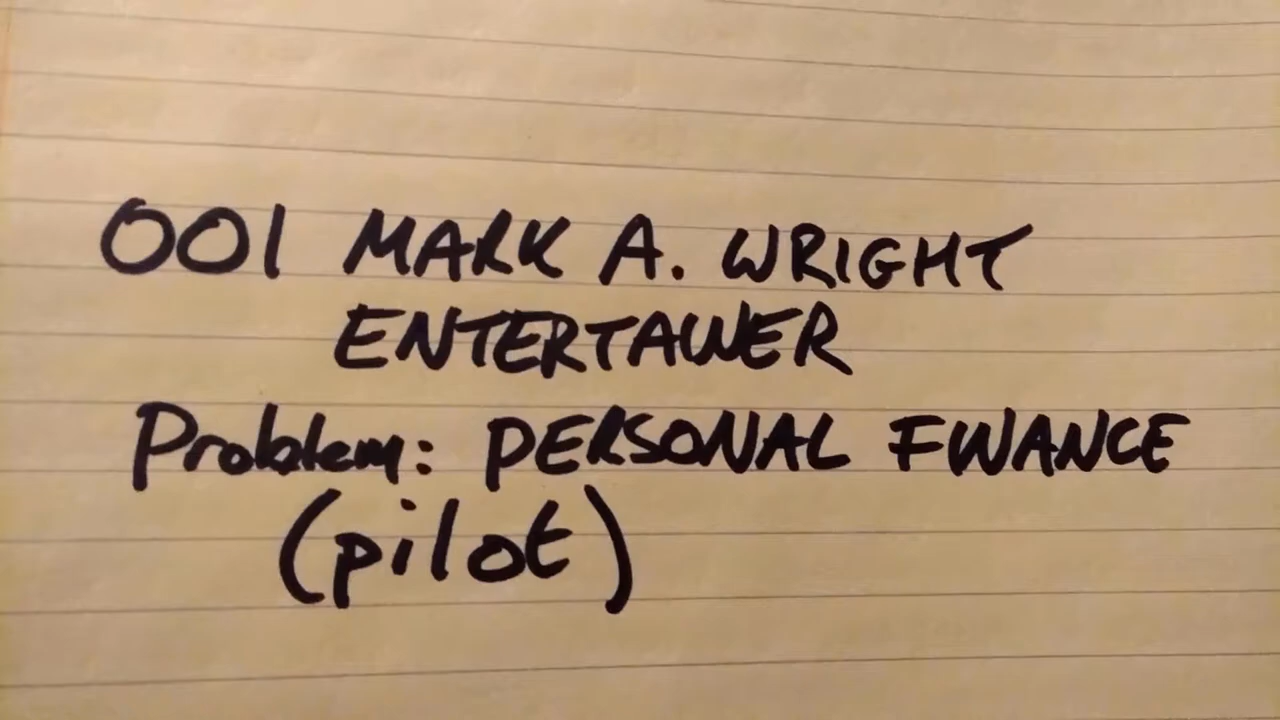 001 MARK A. WRIGHT
ENTERTAINER
Problem: PERSONAL FINANCE
(pilot)